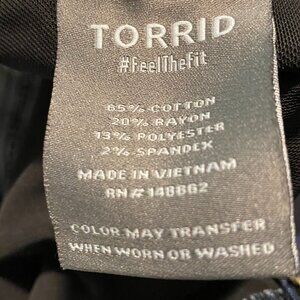 TORRID
#FeelTheFit
65% COTTON
20% RAYON
13% POLYESTER
2% SPANDEX
MADE IN VIETNAM
RN # 148662
COLOR MAY TRANSFER
WHEN WORN OR WASHED